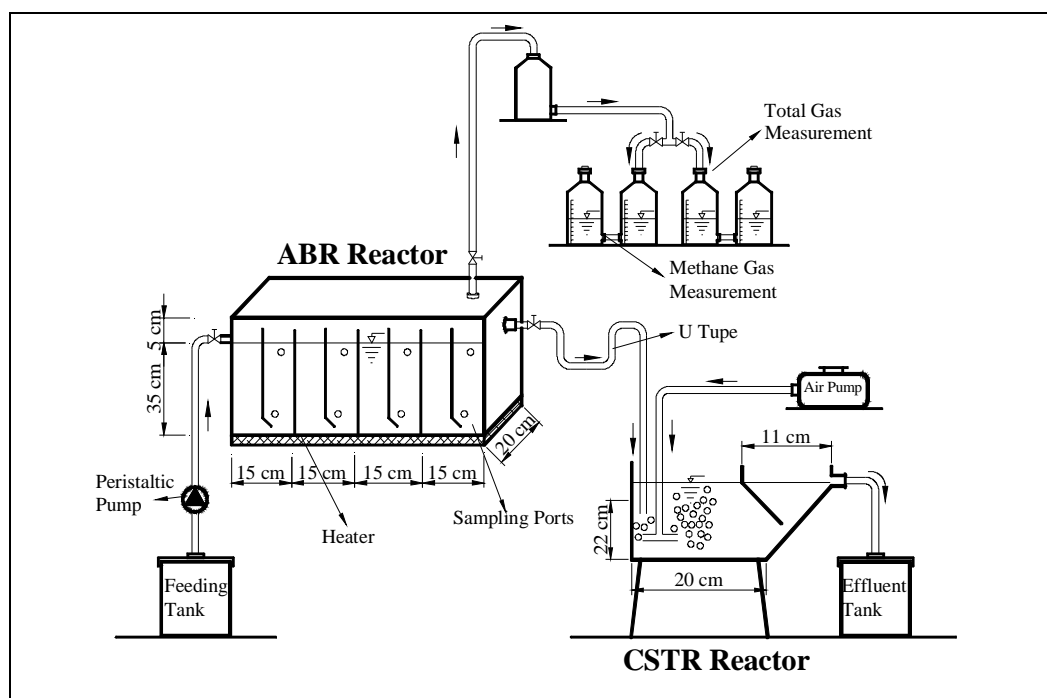 Total Gas
Measurement
ABR Reactor
Methane Gas
Measurement
U Tupe
5 cm
35 cm
Air Pump
20 cm
11 cm
15 cm
15 cm
15 cm
15 cm
Peristaltic
Pump
Sampling Ports
Heater
22 cm
20 cm
Feeding
Tank
Effluent
Tank
CSTR Reactor